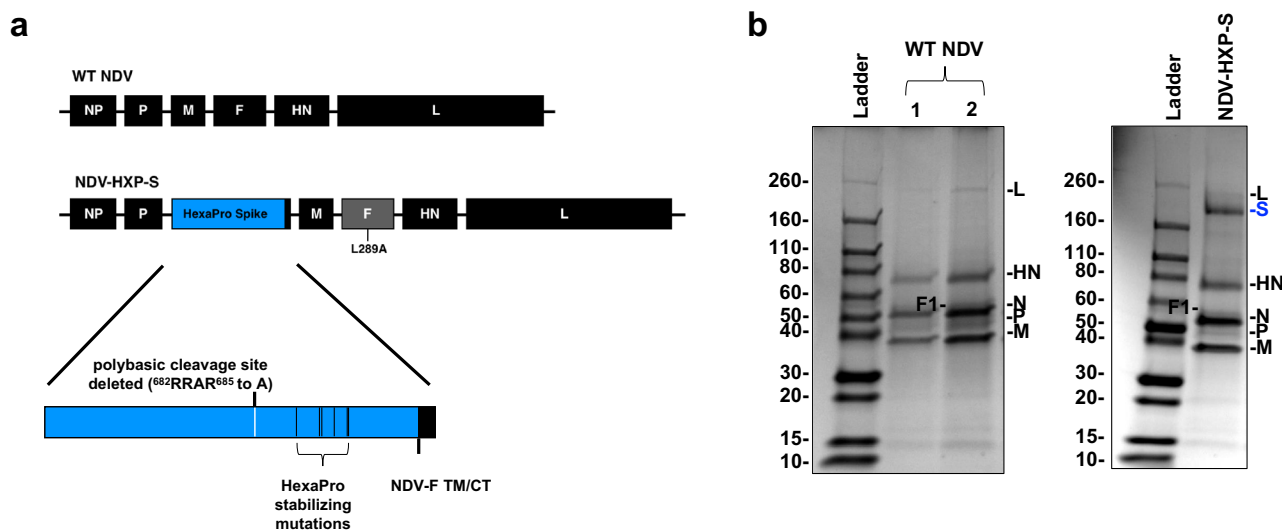 a
WT NDV
NP P M F HN L
NDV-HXP-S
NP P HexaPro Spike M F HN L
L289A
polybasic cleavage site
deleted (⁶⁸²RRAR⁶⁸⁵ to A)
HexaPro
stabilizing
mutations
NDV-F TM/CT
b
Ladder
WT NDV
1 2
260-
160-
110-
80-
60-
50-
40-
30-
20-
15-
10-
-L
-HN
F1-
-N
-P
-M
Ladder
NDV-HXP-S
260-
160-
110-
80-
60-
50-
40-
30-
20-
15-
10-
-L
-S
-HN
F1-
-N
-P
-M